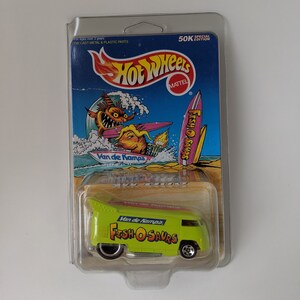 50K SPECIAL
EDITION
Hot Wheels
MATTEL
FISH-O-SAURS
Van de Kamp's
Van de Kamp's
FISH-O-SAURS